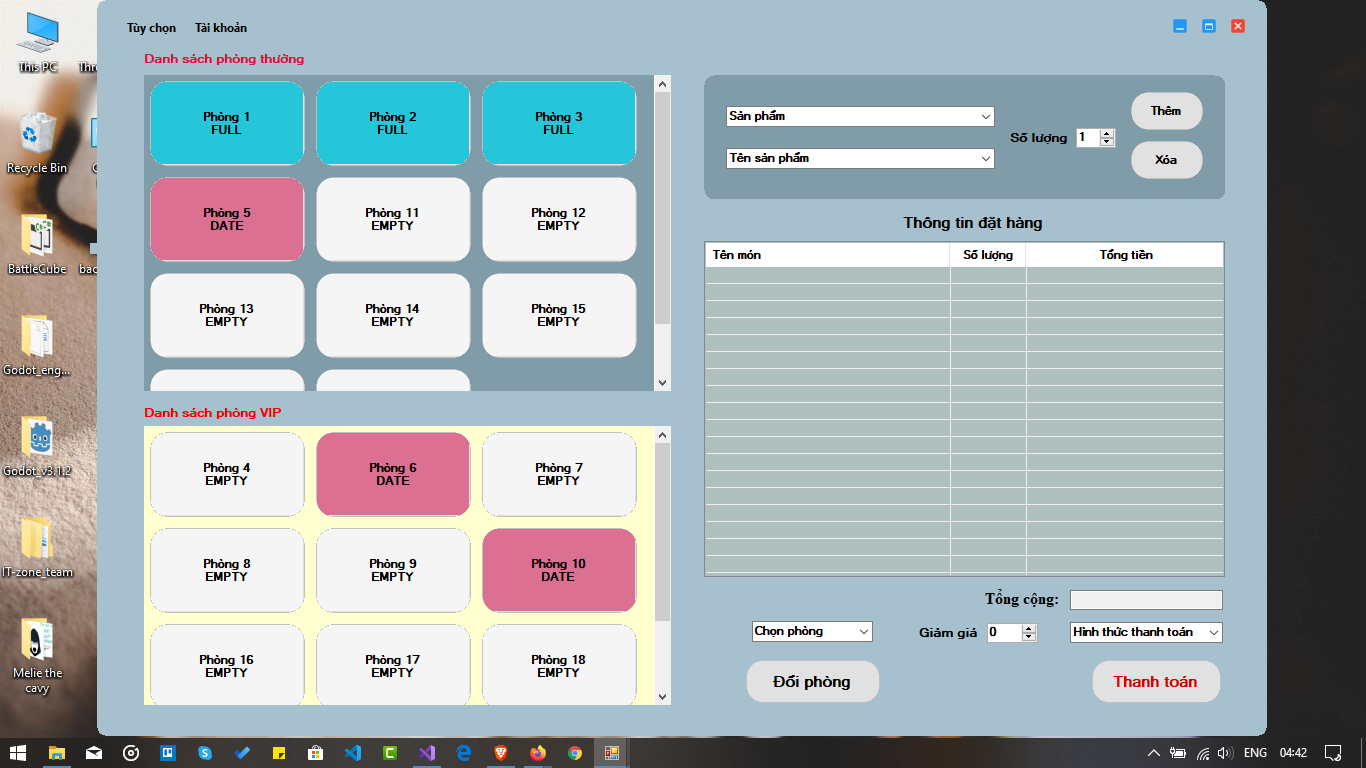 This PC
Thr
Recycle Bin
C
BattleCube
bac
Godot_eng...
Godot_v3.1.2
IT-zone_team
Melie the
cavy
Tùy chọn Tài khoản
Danh sách phòng thường
Phòng 1
FULL
Phòng 2
FULL
Phòng 3
FULL
Phòng 5
DATE
Phòng 11
EMPTY
Phòng 12
EMPTY
Phòng 13
EMPTY
Phòng 14
EMPTY
Phòng 15
EMPTY
Danh sách phòng VIP
Phòng 4
EMPTY
Phòng 6
DATE
Phòng 7
EMPTY
Phòng 8
EMPTY
Phòng 9
EMPTY
Phòng 10
DATE
Phòng 16
EMPTY
Phòng 17
EMPTY
Phòng 18
EMPTY
Sản phẩm
Tên sản phẩm
Số lượng 1
Thêm
Xóa
Thông tin đặt hàng
Tên món Số lượng Tổng tiền
Tổng cộng:
Chọn phòng Giảm giá 0 Hình thức thanh toán
Đổi phòng Thanh toán
ENG 04:42